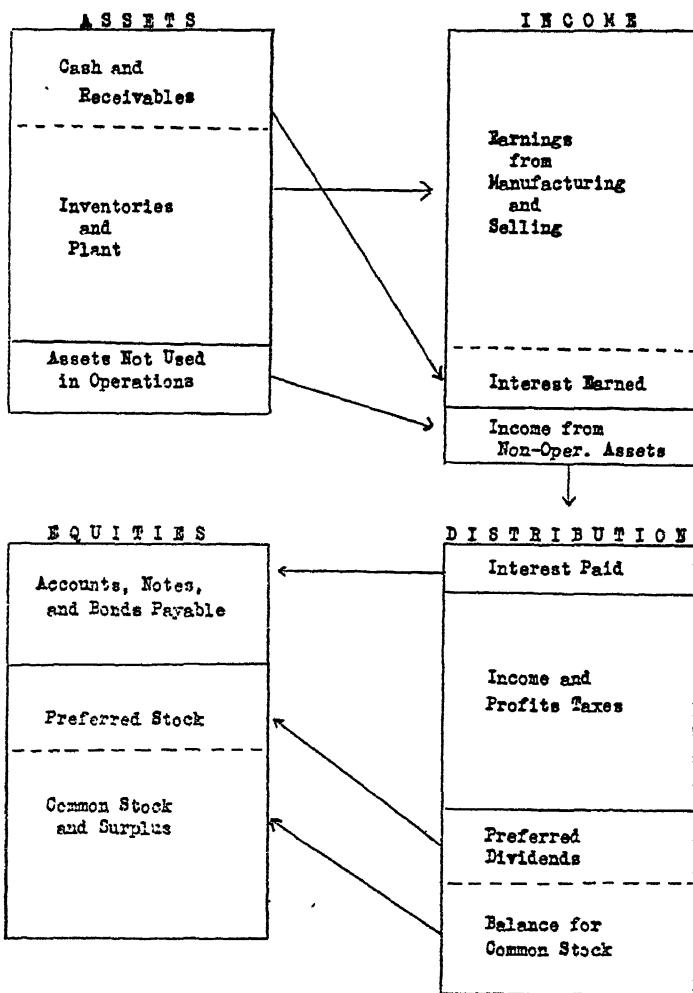 ASSETS
Cash and
Receivables
Inventories
and
Plant
Assets Not Used
in Operations
INCOME
Earnings
from
Manufacturing
and
Selling
Interest Earned
Income from
Non-Oper. Assets
EQUITIES
Accounts, Notes,
and Bonds Payable
Preferred Stock
Common Stock
and Surplus
DISTRIBUTION
Interest Paid
Income and
Profits Taxes
Preferred
Dividends
Balance for
Common Stock